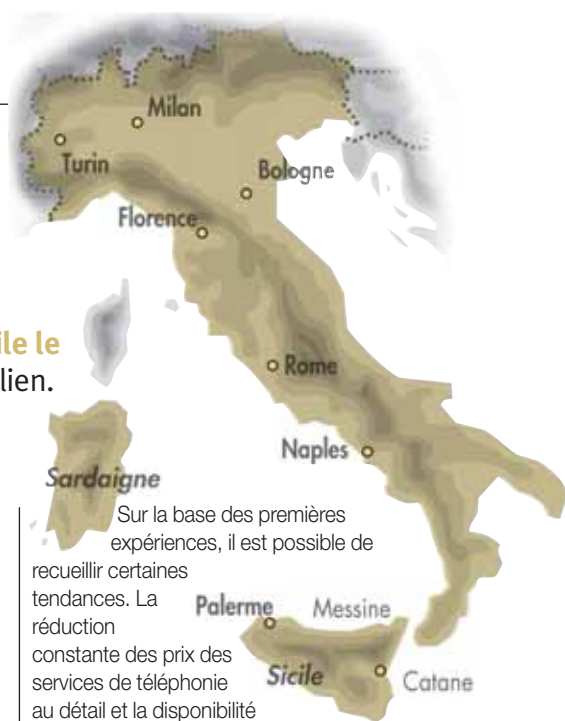 Milan
Turin
Bologne
Florence
ile le
lien.
Rome
Naples
Sardaigne
Sur la base des premières
expériences, il est possible de
recueillir certaines
tendances. La
réduction
constante des prix des
services de téléphonie
au détail et la disponibilité
Palerme
Messine
Sicile
Catane